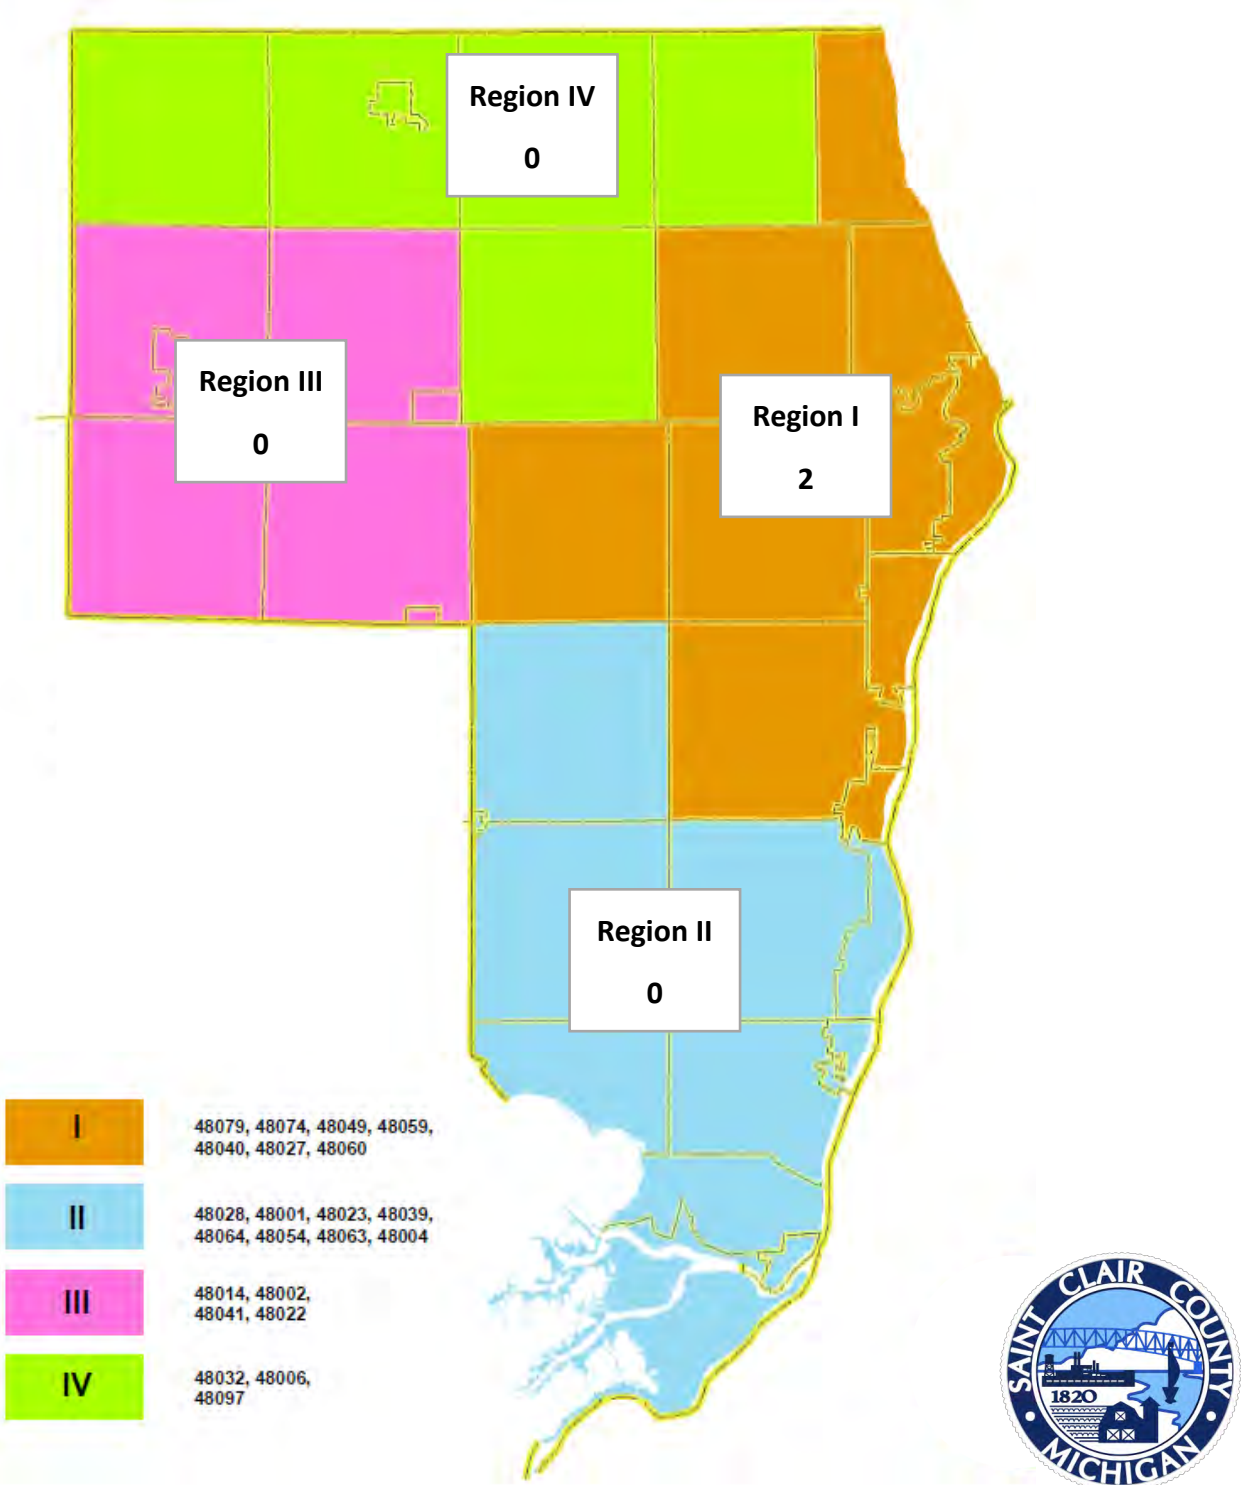 Region IV
0
Region III
0
Region I
2
Region II
0
I
48079, 48074, 48049, 48059,
48040, 48027, 48060
II
48028, 48001, 48023, 48039,
48064, 48054, 48063, 48004
III
48014, 48002,
48041, 48022
IV
48032, 48006,
48097
SAINT CLAIR COUNTY
1820
MICHIGAN